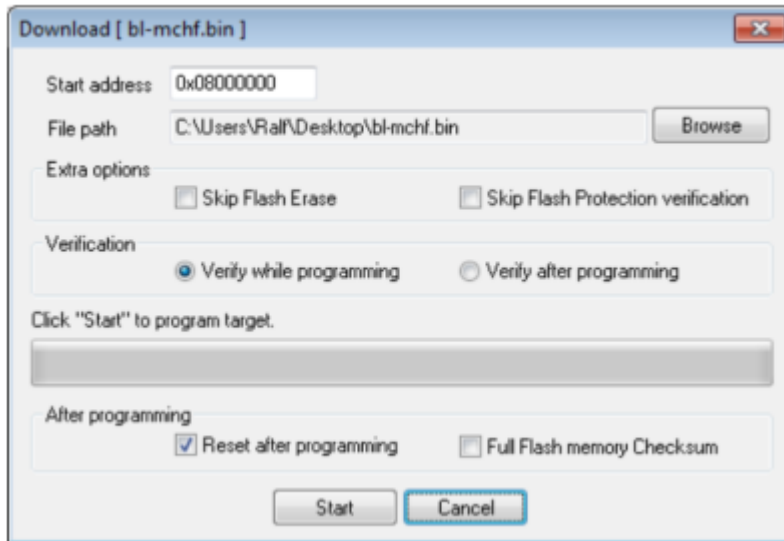 Download [ bl-mchf.bin ]
Start address 0x08000000
File path C:\Users\Ralf\Desktop\bl-mchf.bin Browse
Extra options
Skip Flash Erase Skip Flash Protection verification
Verification
Verify while programming Verify after programming
Click "Start" to program target.
After programming
Reset after programming Full Flash memory Checksum
Start Cancel